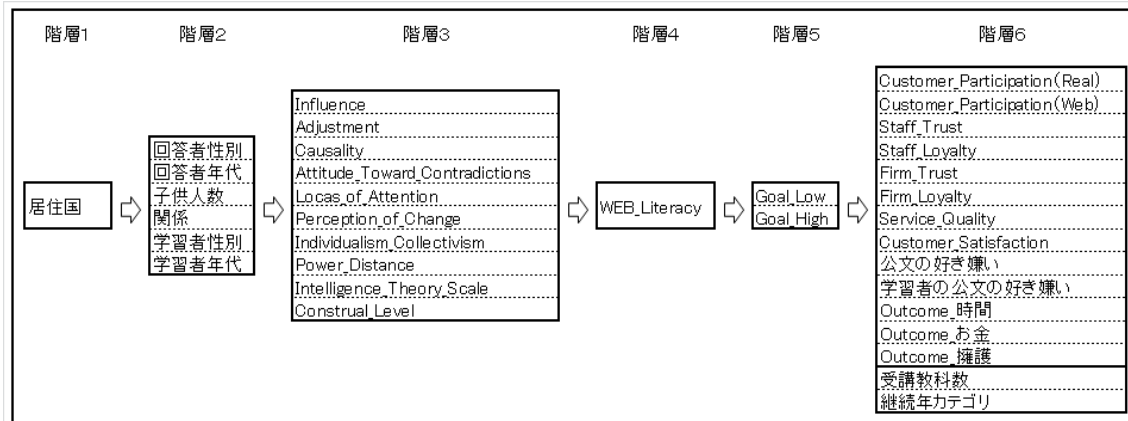 階層1
階層2
階層3
階層4
階層5
階層6
居住国
回答者性別
回答者年代
子供人数
関係
学習者性別
学習者年代
Influence
Adjustment
Causality
Attitude_Toward_Contradictions
Locas_of_Attention
Perception_of_Change
Individualism_Collectivism
Power_Distance
Intelligence_Theory_Scale
Construal_Level
WEB_Literacy
Goal_Low
Goal_High
Customer_Participation(Real)
Customer_Participation(Web)
Staff_Trust
Staff_Loyalty
Firm_Trust
Firm_Loyalty
Service_Quality
Customer_Satisfaction
公文の好き嫌い
学習者の公文の好き嫌い
Outcome_時間
Outcome_お金
Outcome_擁護
受講教科数
継続年カテゴリ